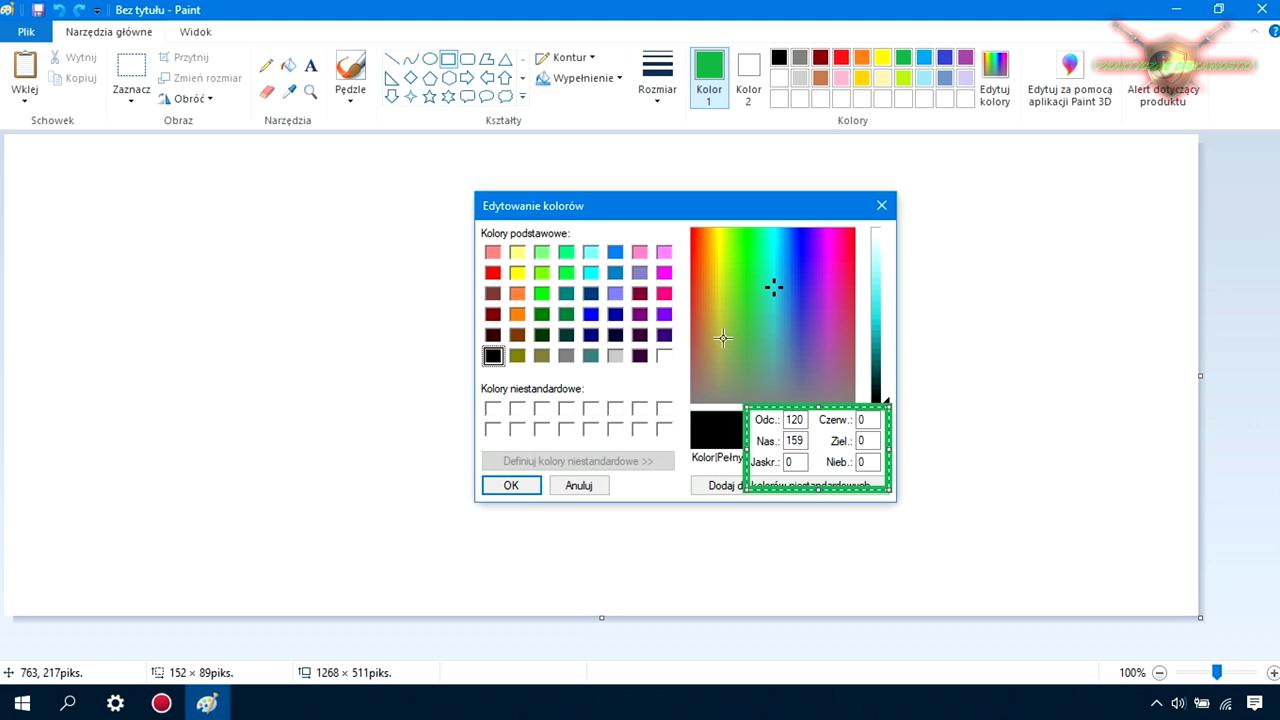 Bez tytułu - Paint
Plik Narzędzia główne Widok
Wklej
Wytnij
Kopiuj
Schowek
Zaznacz
Przytnij
Zmień rozmiar
Obróć
Obraz
A
Narzędzia
Kontur
Wypełnienie
Kształty
Pędzle
Rozmiar
Kolor
1
Kolor
2
Edytuj
kolory
Kolory
Edytuj za pomocą
aplikacji Paint 3D
Alert dotyczący
produktu
Edytowanie kolorów
Kolory podstawowe:
Kolory niestandardowe:
Definiuj kolory niestandardowe >>
OK Anuluj
Kolor|Pełny
Odc.: 120 Czerw.: 0
Nas.: 159 Ziel.: 0
Jaskr.: 0 Nieb.: 0
Dodaj d kolorów niestandardowych
763, 217piks. 152 × 89piks. 1268 × 511piks. 100%